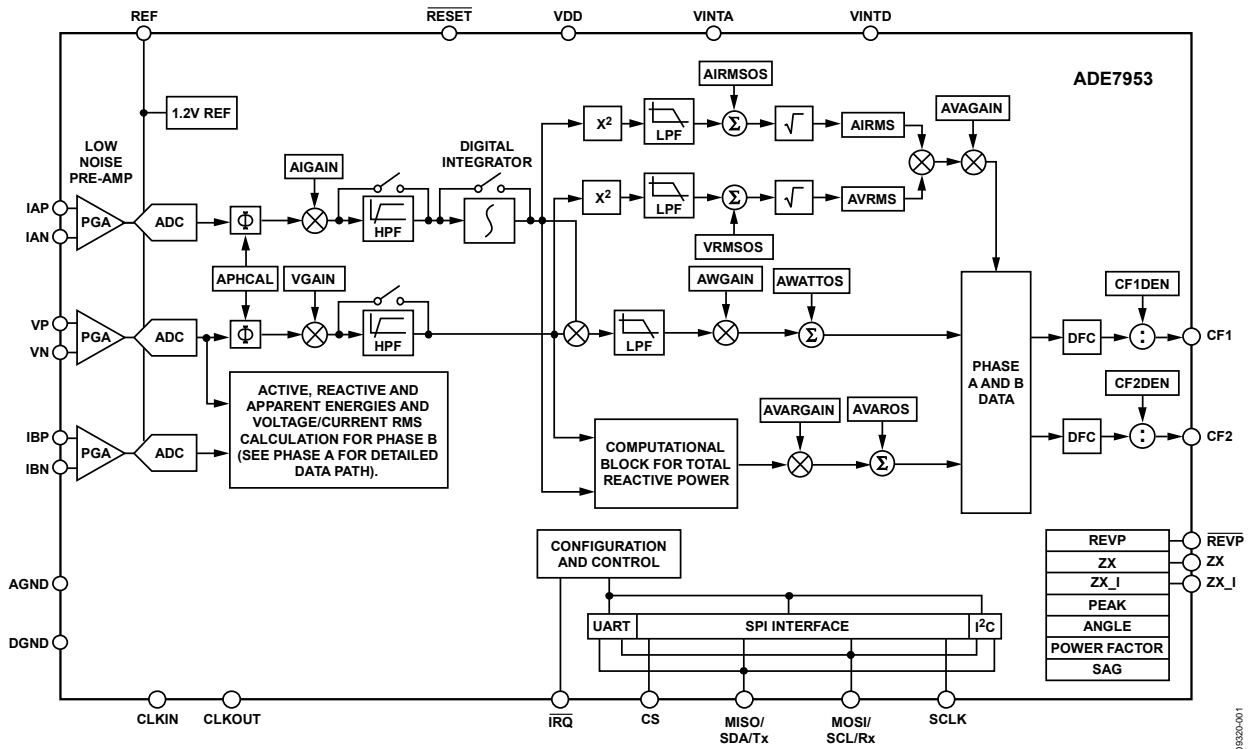 REF
RESET
VDD
VINTA
VINTD
ADE7953
1.2V REF
LOW
NOISE
PRE-AMP
AIGAIN
DIGITAL
INTEGRATOR
AIRMSOS
AVAGAIN
X²
LPF
Σ
√
AIRMS
X²
LPF
Σ
√
AVRMS
VRMSOS
IAP
IAN
PGA
ADC
Φ
HPF
∫
APHCAL
VGAIN
AWGAIN
AWATTOS
CF1DEN
VP
VN
PGA
ADC
Φ
HPF
LPF
Σ
PHASE
A AND B
DATA
DFC
:
CF1
ACTIVE, REACTIVE AND
APPARENT ENERGIES AND
VOLTAGE/CURRENT RMS
CALCULATION FOR PHASE B
(SEE PHASE A FOR DETAILED
DATA PATH).
CF2DEN
AVARGAIN
AVAROS
IBP
IBN
PGA
ADC
COMPUTATIONAL
BLOCK FOR TOTAL
REACTIVE POWER
Σ
DFC
:
CF2
CONFIGURATION
AND CONTROL
REVP
REVP
ZX
ZX
ZX_I
ZX_I
PEAK
ANGLE
POWER FACTOR
SAG
AGND
DGND
UART
SPI INTERFACE
I²C
CLKIN
CLKOUT
IRQ
CS
MISO/
SDA/Tx
MOSI/
SCL/Rx
SCLK
09320-001